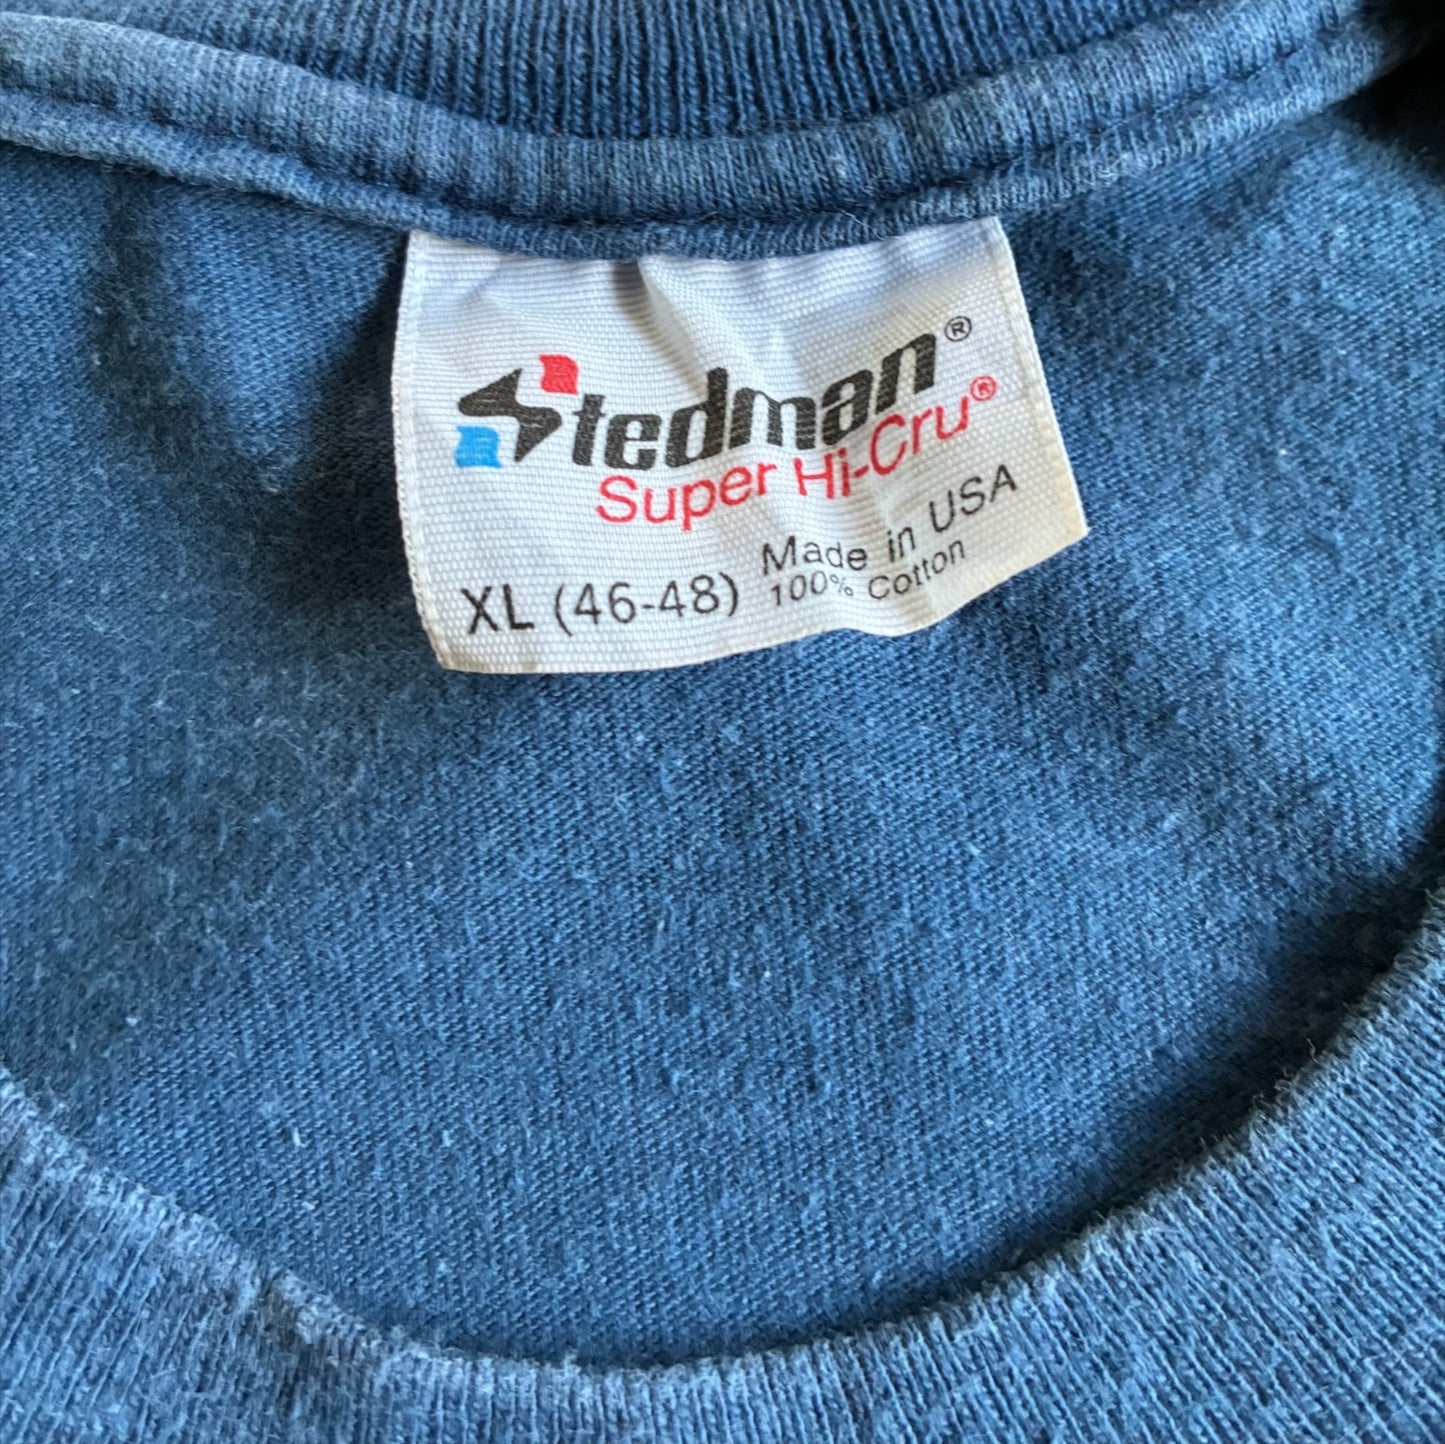 Stedman®
Super Hi-Cru®
XL (46-48)
Made in USA
100% Cotton